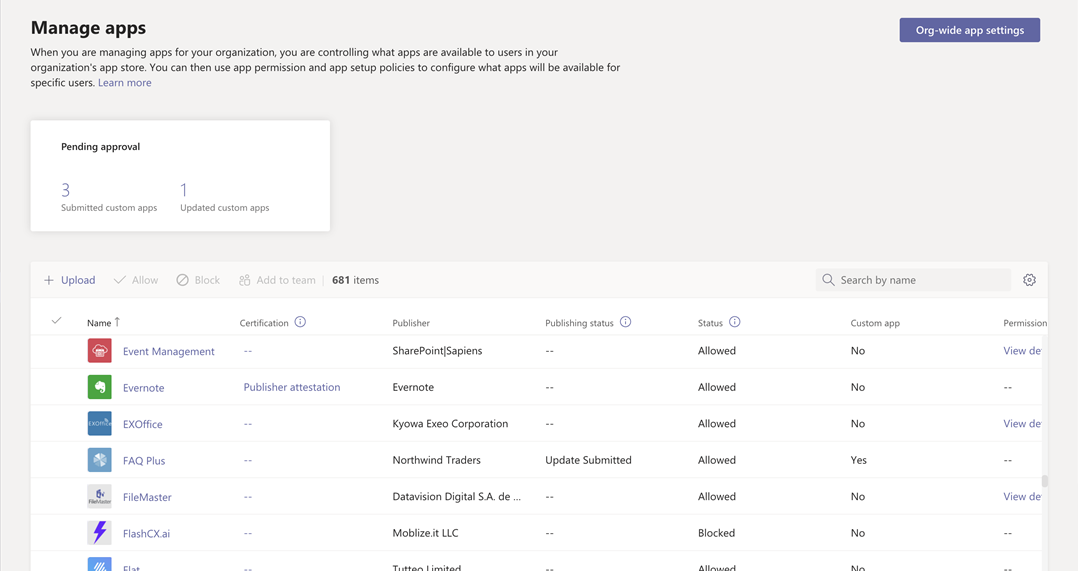 Manage apps
Org-wide app settings
When you are managing apps for your organization, you are controlling what apps are available to users in your
organization's app store. You can then use app permission and app setup policies to configure what apps will be available for
specific users. Learn more
Pending approval
3 1
Submitted custom apps Updated custom apps
Upload Allow Block Add to team 681 items Search by name
Name ↑ Certification Publisher Publishing status Status Custom app Permission
Event Management -- SharePoint|Sapiens -- Allowed No View de
Evernote Publisher attestation Evernote -- Allowed No --
EXOffice -- Kyowa Exeo Corporation -- Allowed No View de
FAQ Plus -- Northwind Traders Update Submitted Allowed Yes --
FileMaster FileMaster -- Datavision Digital S.A. de ... -- Allowed No View de
FlashCX.ai -- Moblize.it LLC -- Blocked No --
Flat -- Tutteo Limited -- Allowed No --